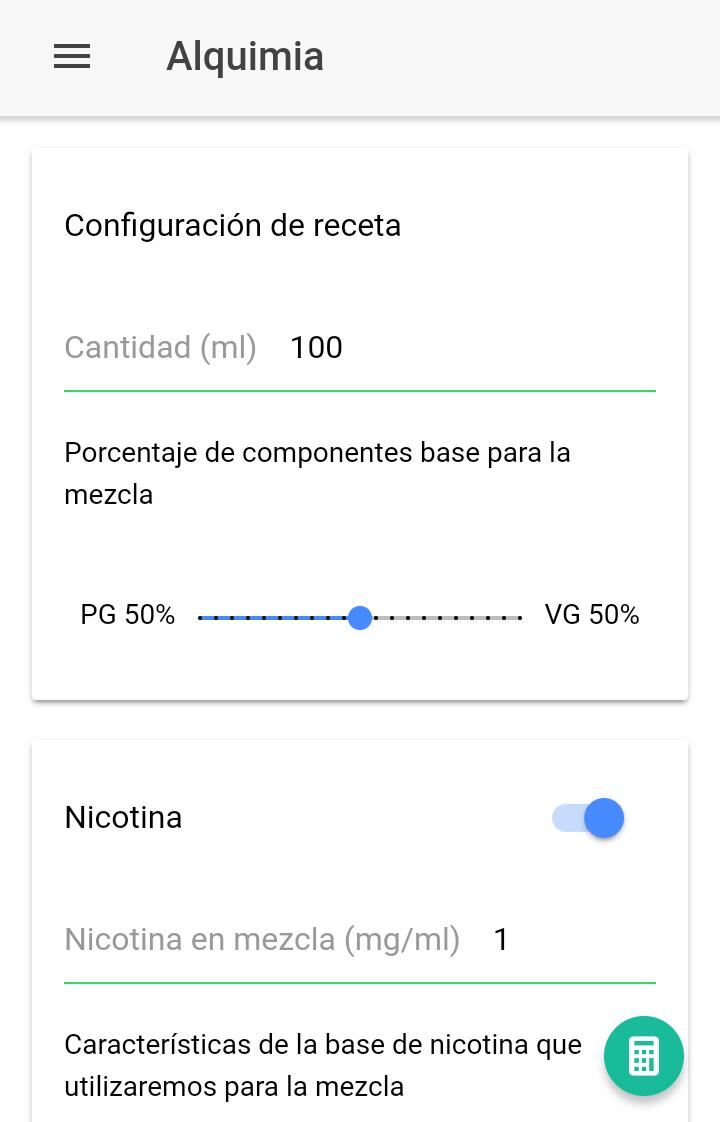 Alquimia
Configuración de receta
Cantidad (ml) 100
Porcentaje de componentes base para la
mezcla
PG 50% VG 50%
Nicotina
Nicotina en mezcla (mg/ml) 1
Características de la base de nicotina que
utilizaremos para la mezcla